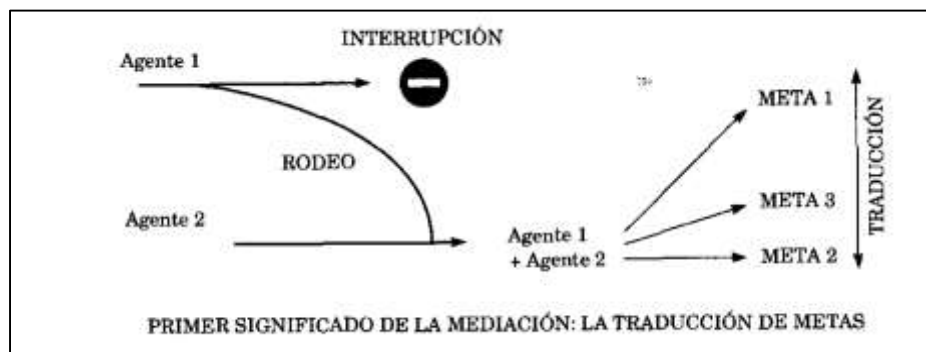 INTERRUPCIÓN
Agente 1
META 1
RODEO
TRADUCCIÓN
META 3
Agente 2
Agente 1
+ Agente 2
META 2
PRIMER SIGNIFICADO DE LA MEDIACIÓN: LA TRADUCCIÓN DE METAS